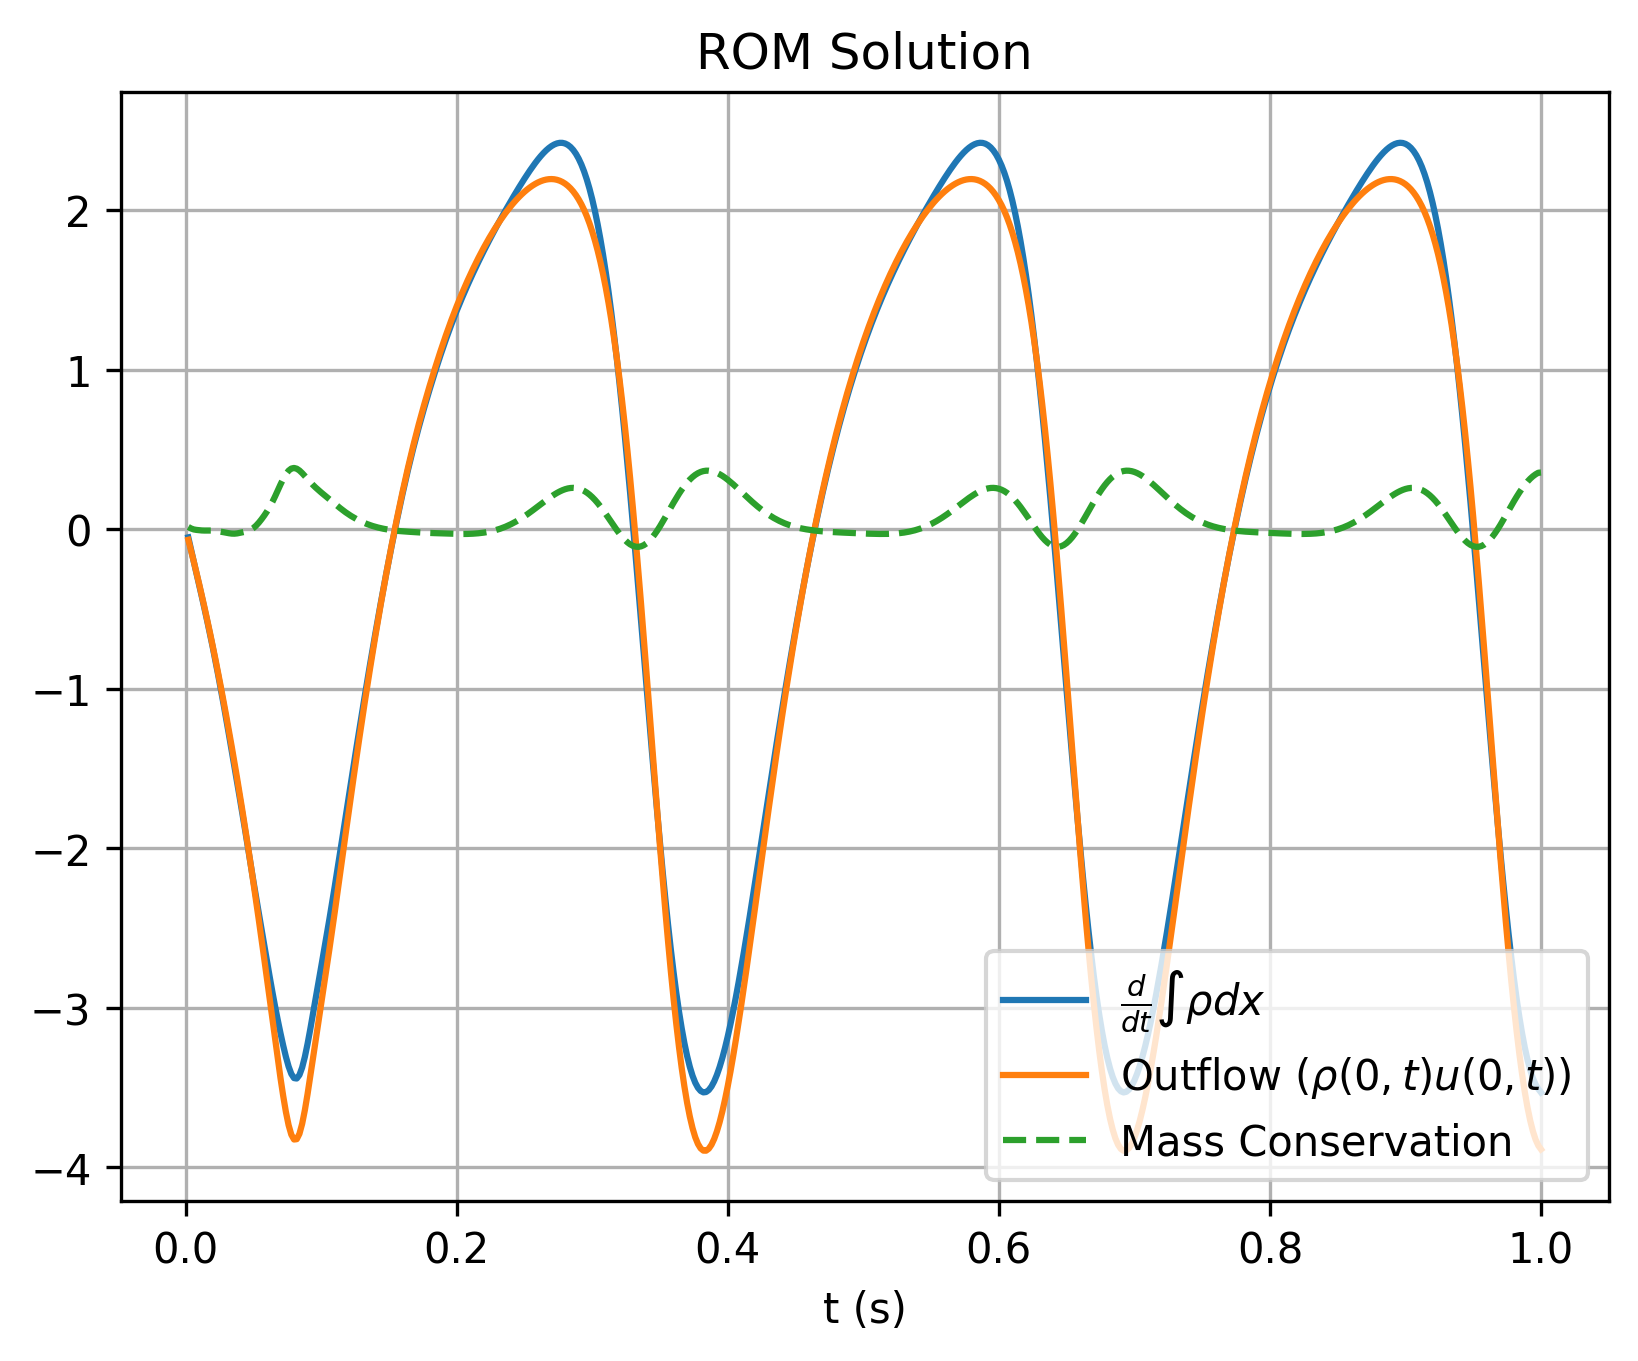 ROM Solution
2
1
0
−1
−2
−3
−4
d/dt ∫ρdx
Outflow (ρ(0, t)u(0, t))
Mass Conservation
0.0 0.2 0.4 0.6 0.8 1.0
t (s)